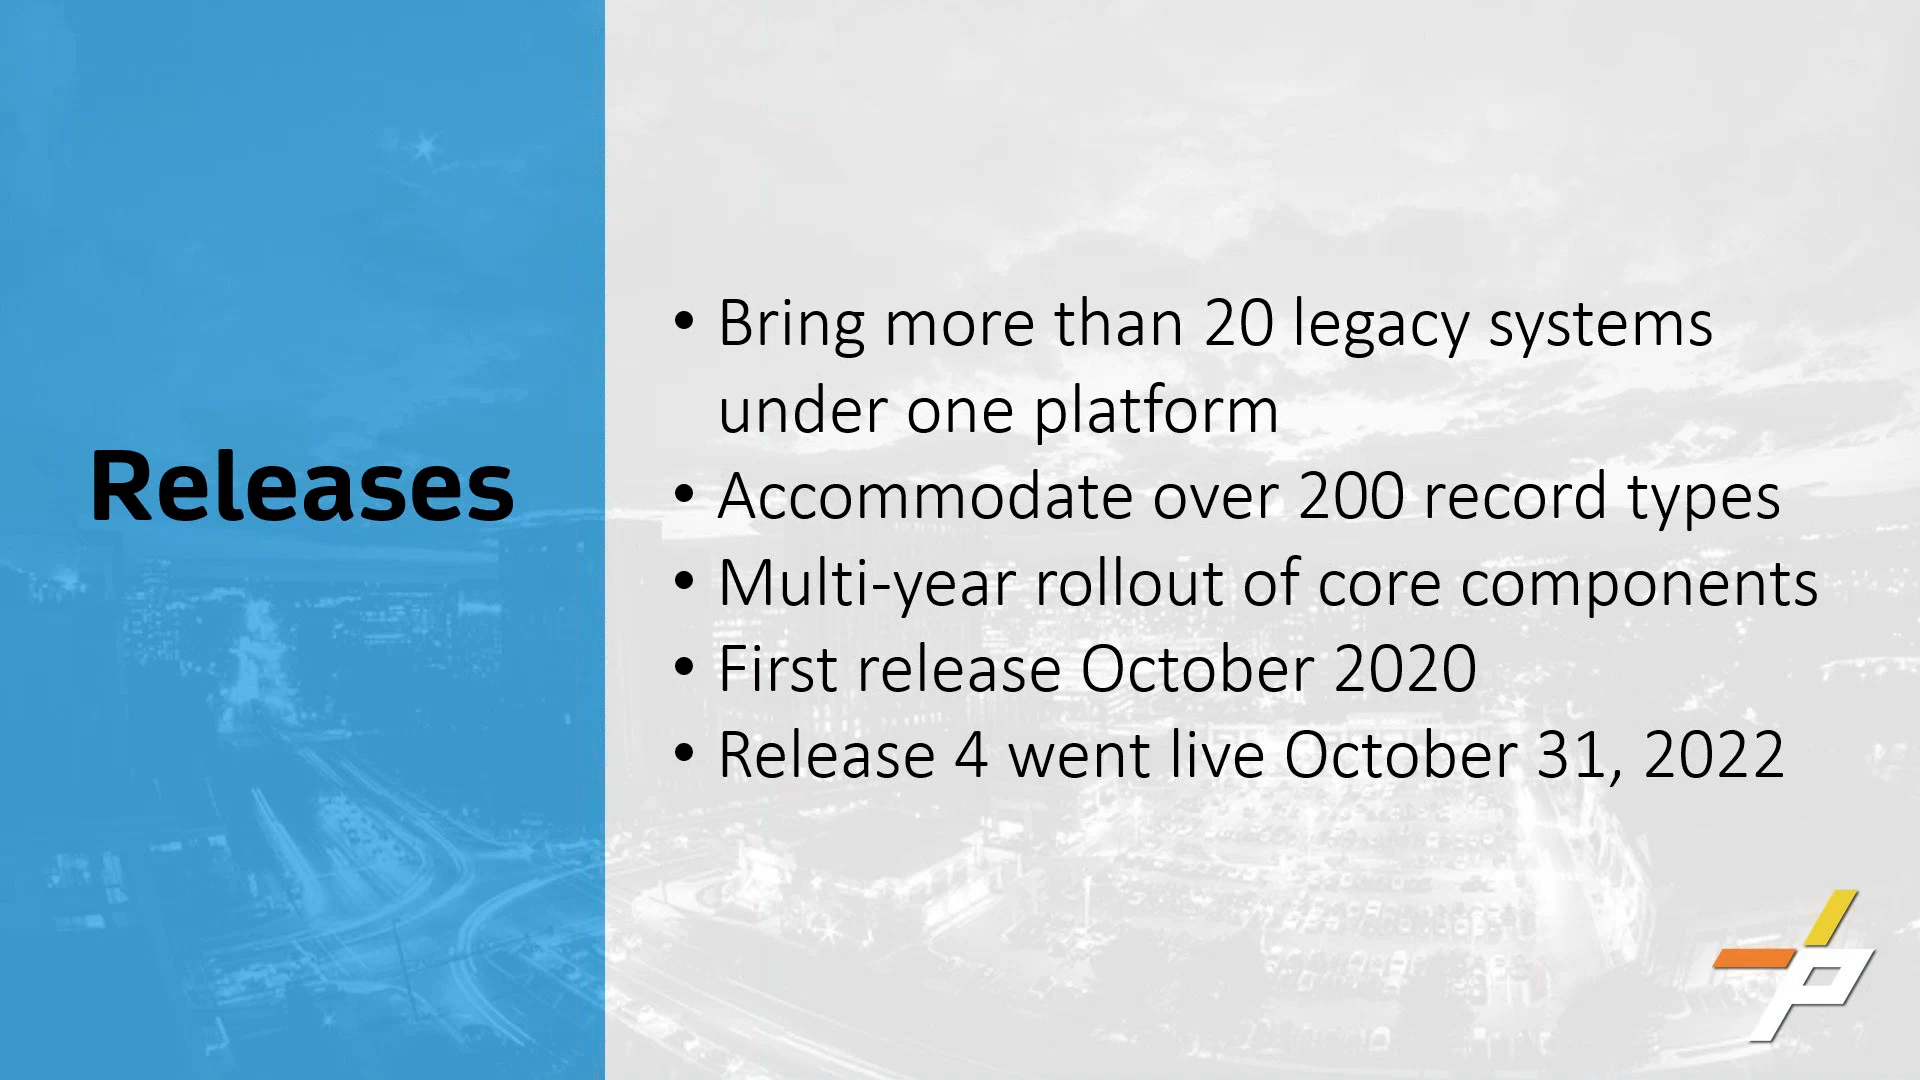 Releases
• Bring more than 20 legacy systems
under one platform
• Accommodate over 200 record types
• Multi-year rollout of core components
• First release October 2020
• Release 4 went live October 31, 2022